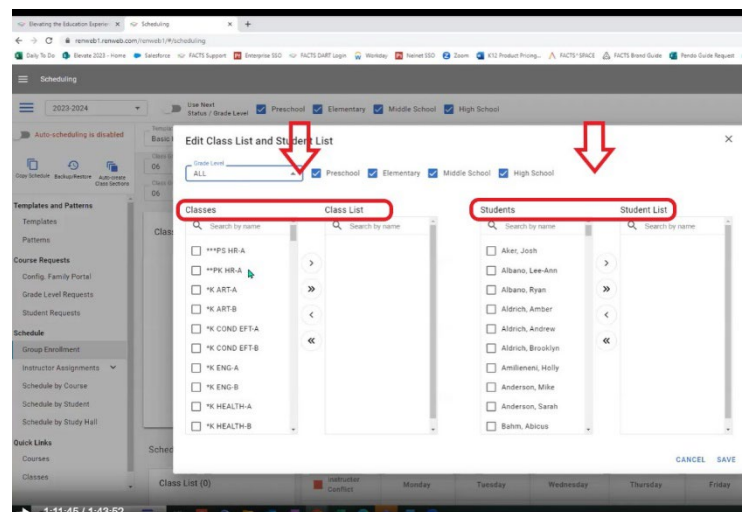 Elevating the Education Experie
Scheduling
renweb1.renweb.com/renweb1/#/scheduling
Daily To Do
Elevate 2023 - Home
Salesforce
FACTS Support
Enterprise SSO
FACTS DART Login
Workday
Nelnet SSO
Zoom
K12 Product Pricing...
FACTS' SPACE
FACTS Brand Guide
Pendo Guide Request
Scheduling
2023-2024
Use Next
Status / Grade Level
Preschool
Elementary
Middle School
High School
Auto-scheduling is disabled
Copy Schedule
Backup/Restore
Auto create
Class Sections
Templates and Patterns
Templates
Patterns
Course Requests
Config. Family Portal
Grade Level Requests
Student Requests
Schedule
Group Enrollment
Instructor Assignments
Schedule by Course
Schedule by Student
Schedule by Study Hall
Quick Links
Courses
Classes
Basic
06
06
Class
Edit Class List and Student List
Grade Level
ALL
Preschool
Elementary
Middle School
High School
Classes
Class List
Students
Student List
Search by name
Search by name
Search by name
Search by name
***PS HR-A
**PK HR-A
*K ART-A
*K ART-B
*K COND EFT-A
*K COND EFT-B
*K ENG-A
*K ENG-B
*K HEALTH-A
*K HEALTH-B
Aker, Josh
Albano, Lee-Ann
Albano, Ryan
Aldrich, Amber
Aldrich, Andrew
Aldrich, Brooklyn
Amilieneni, Holly
Anderson, Mike
Anderson, Sarah
Bahm, Abicus
CANCEL
SAVE
Sched
Class List (0)
Instructor
Conflict
Monday
Tuesday
Wednesday
Thursday
Friday
1:11:45 / 1:43:52